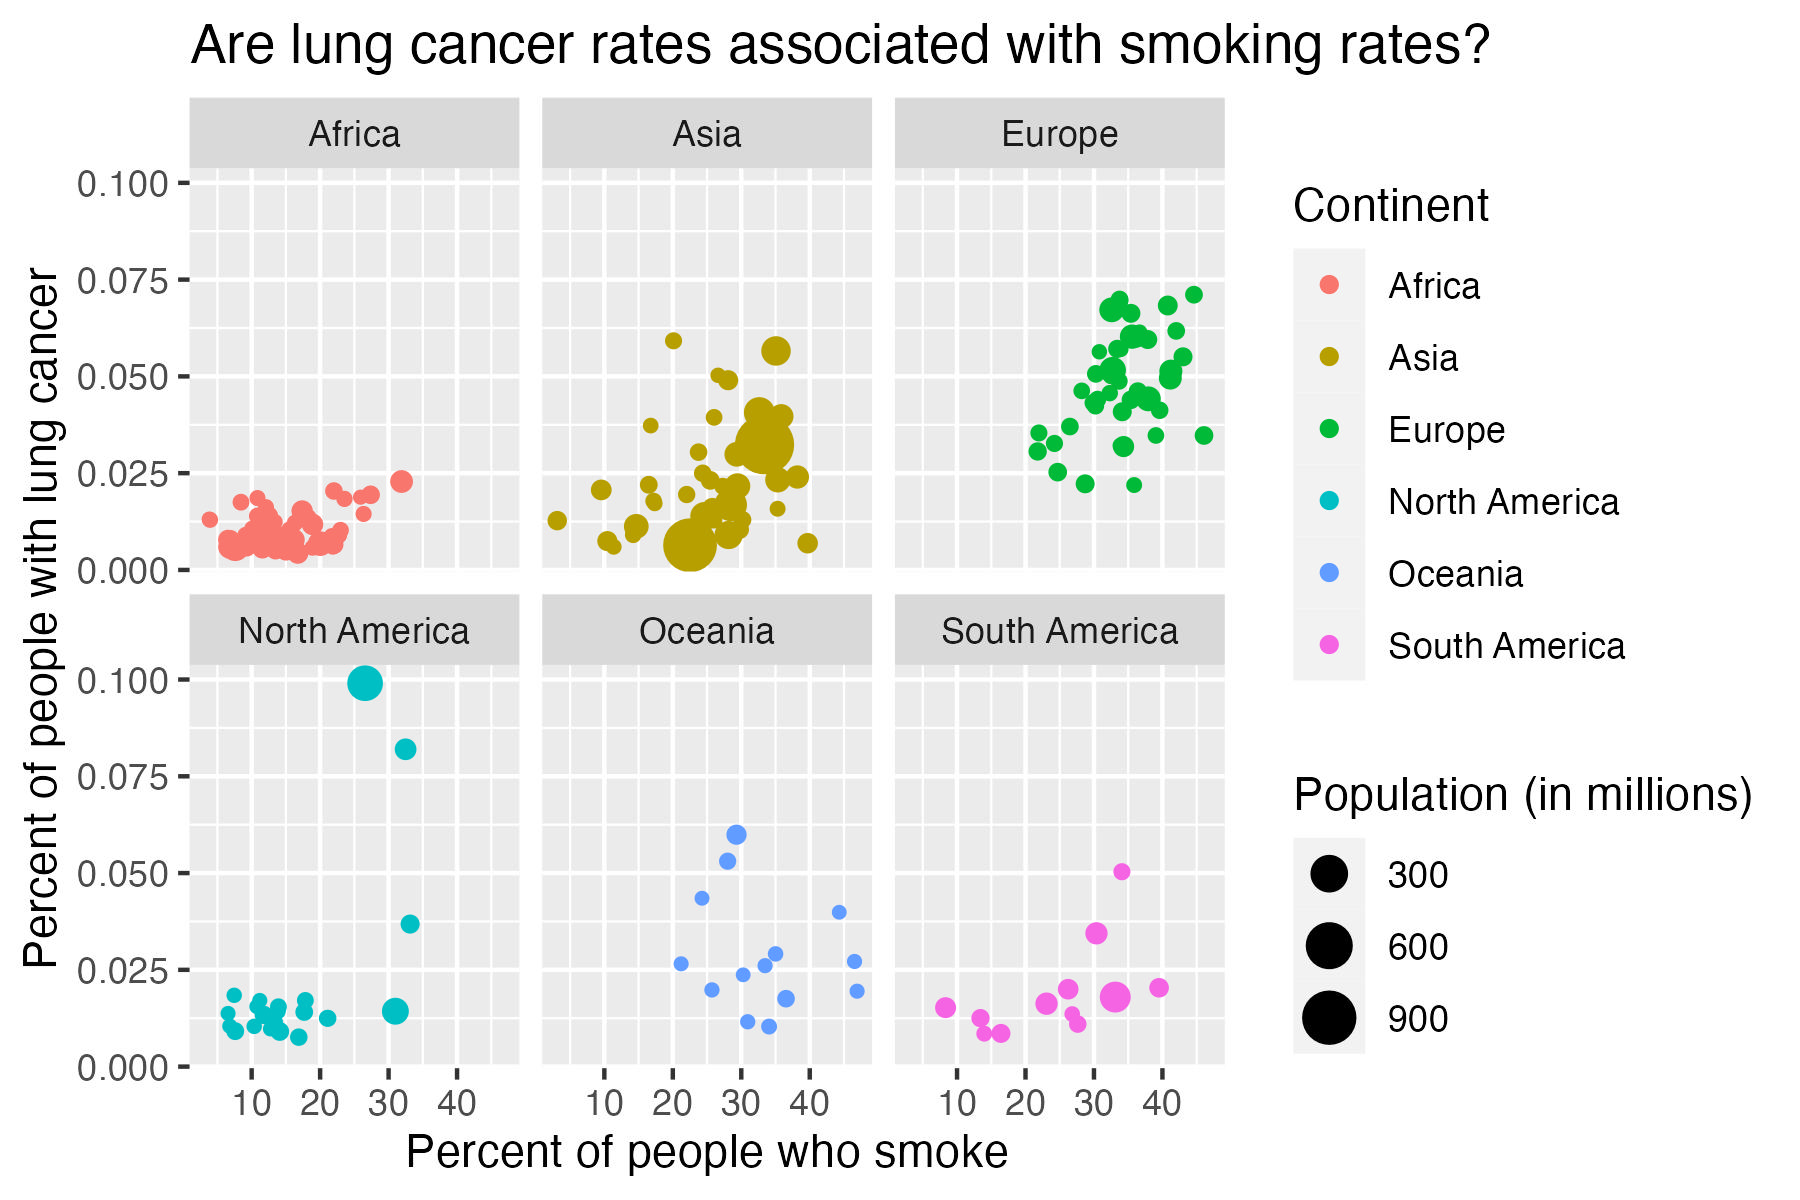 Are lung cancer rates associated with smoking rates?
Africa
Asia
Europe
0.100
0.075
0.050
0.025
0.000
North America
Oceania
South America
0.100
0.075
0.050
0.025
0.000
10 20 30 40
10 20 30 40
10 20 30 40
Percent of people who smoke
Percent of people with lung cancer
Continent
Africa
Asia
Europe
North America
Oceania
South America
Population (in millions)
300
600
900